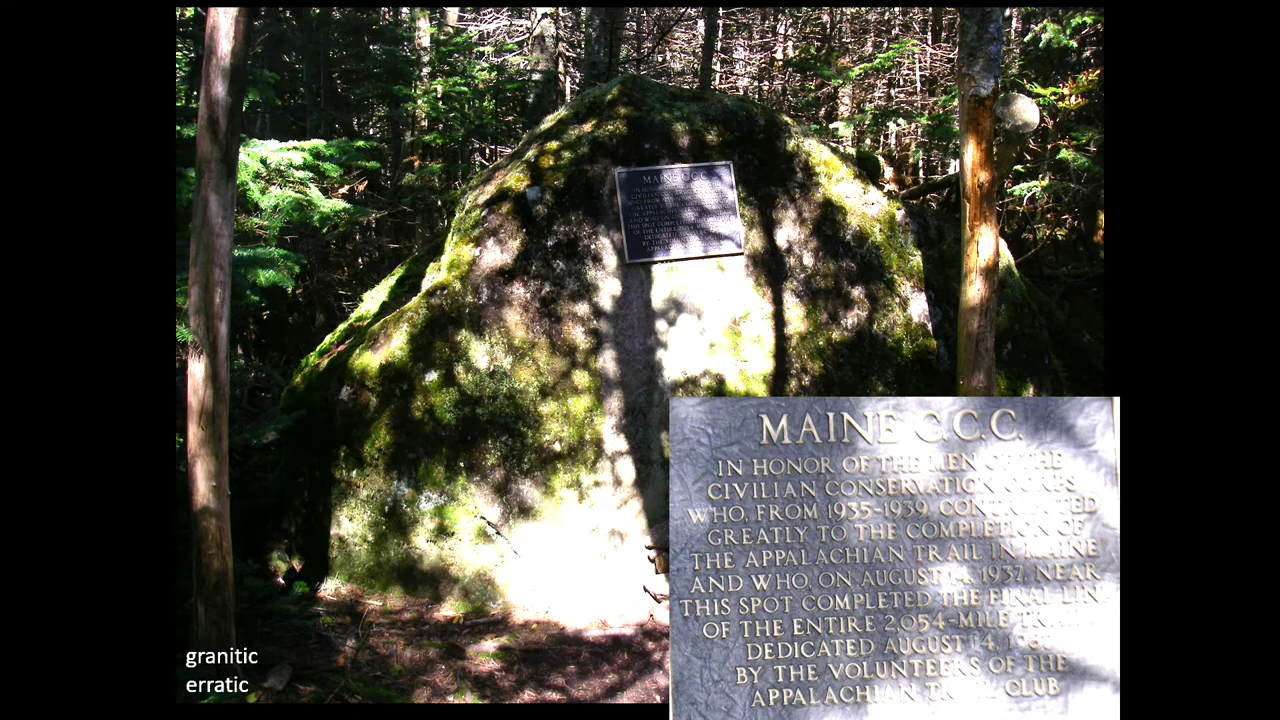 MAINE C.C.C.
IN HONOR OF THE MEN OF THE
CIVILIAN CONSERVATION CORPS
WHO, FROM 1935-1939, CONTRIBUTED
GREATLY TO THE COMPLETION OF
THE APPALACHIAN TRAIL IN MAINE
AND WHO, ON AUGUST 14, 1937, NEAR
THIS SPOT COMPLETED THE FINAL LINK
OF THE ENTIRE 2,054-MILE TRAIL
DEDICATED AUGUST 14,
BY THE VOLUNTEERS OF THE
APPALACHIAN TRAIL CLUB
granitic
erratic